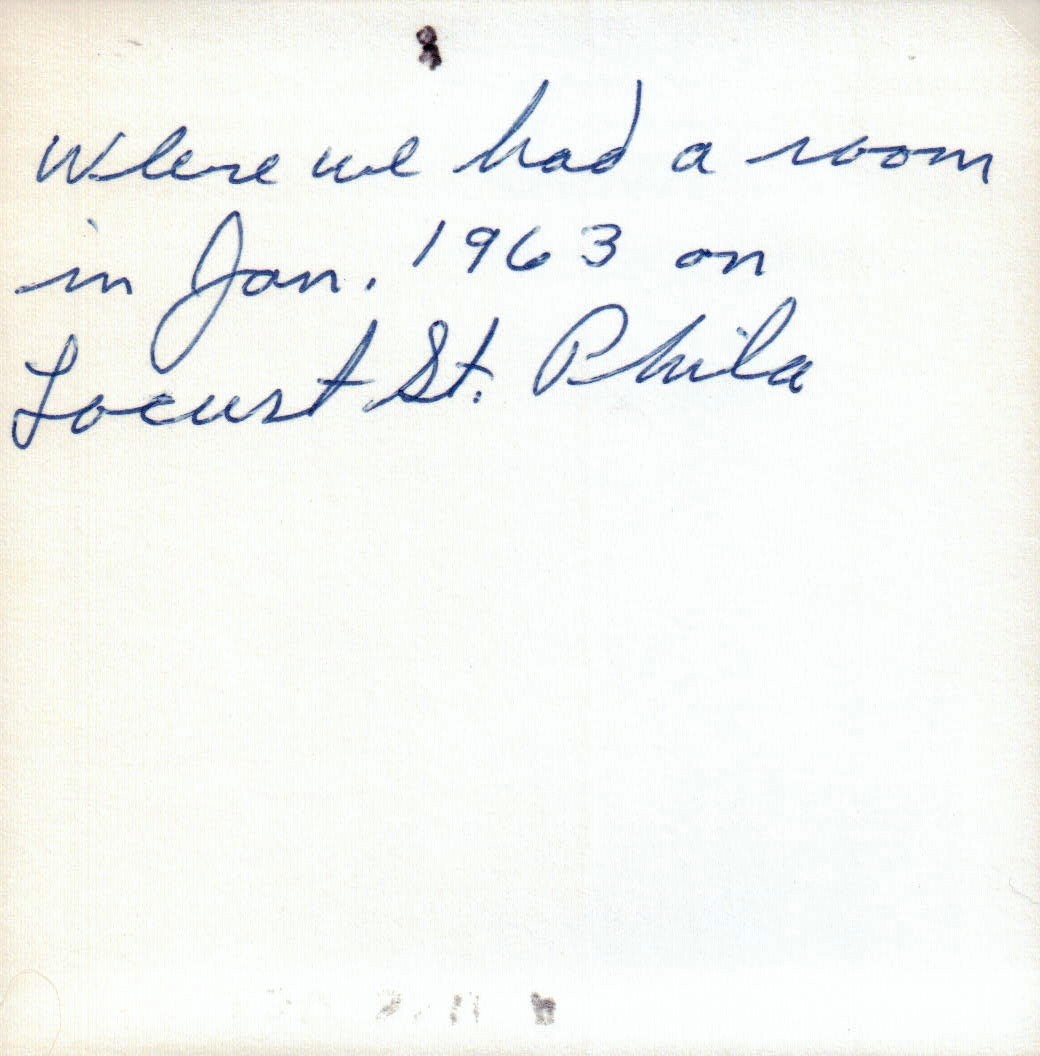 Where we had a room
in Jan. 1963 on
Locust St. Phila